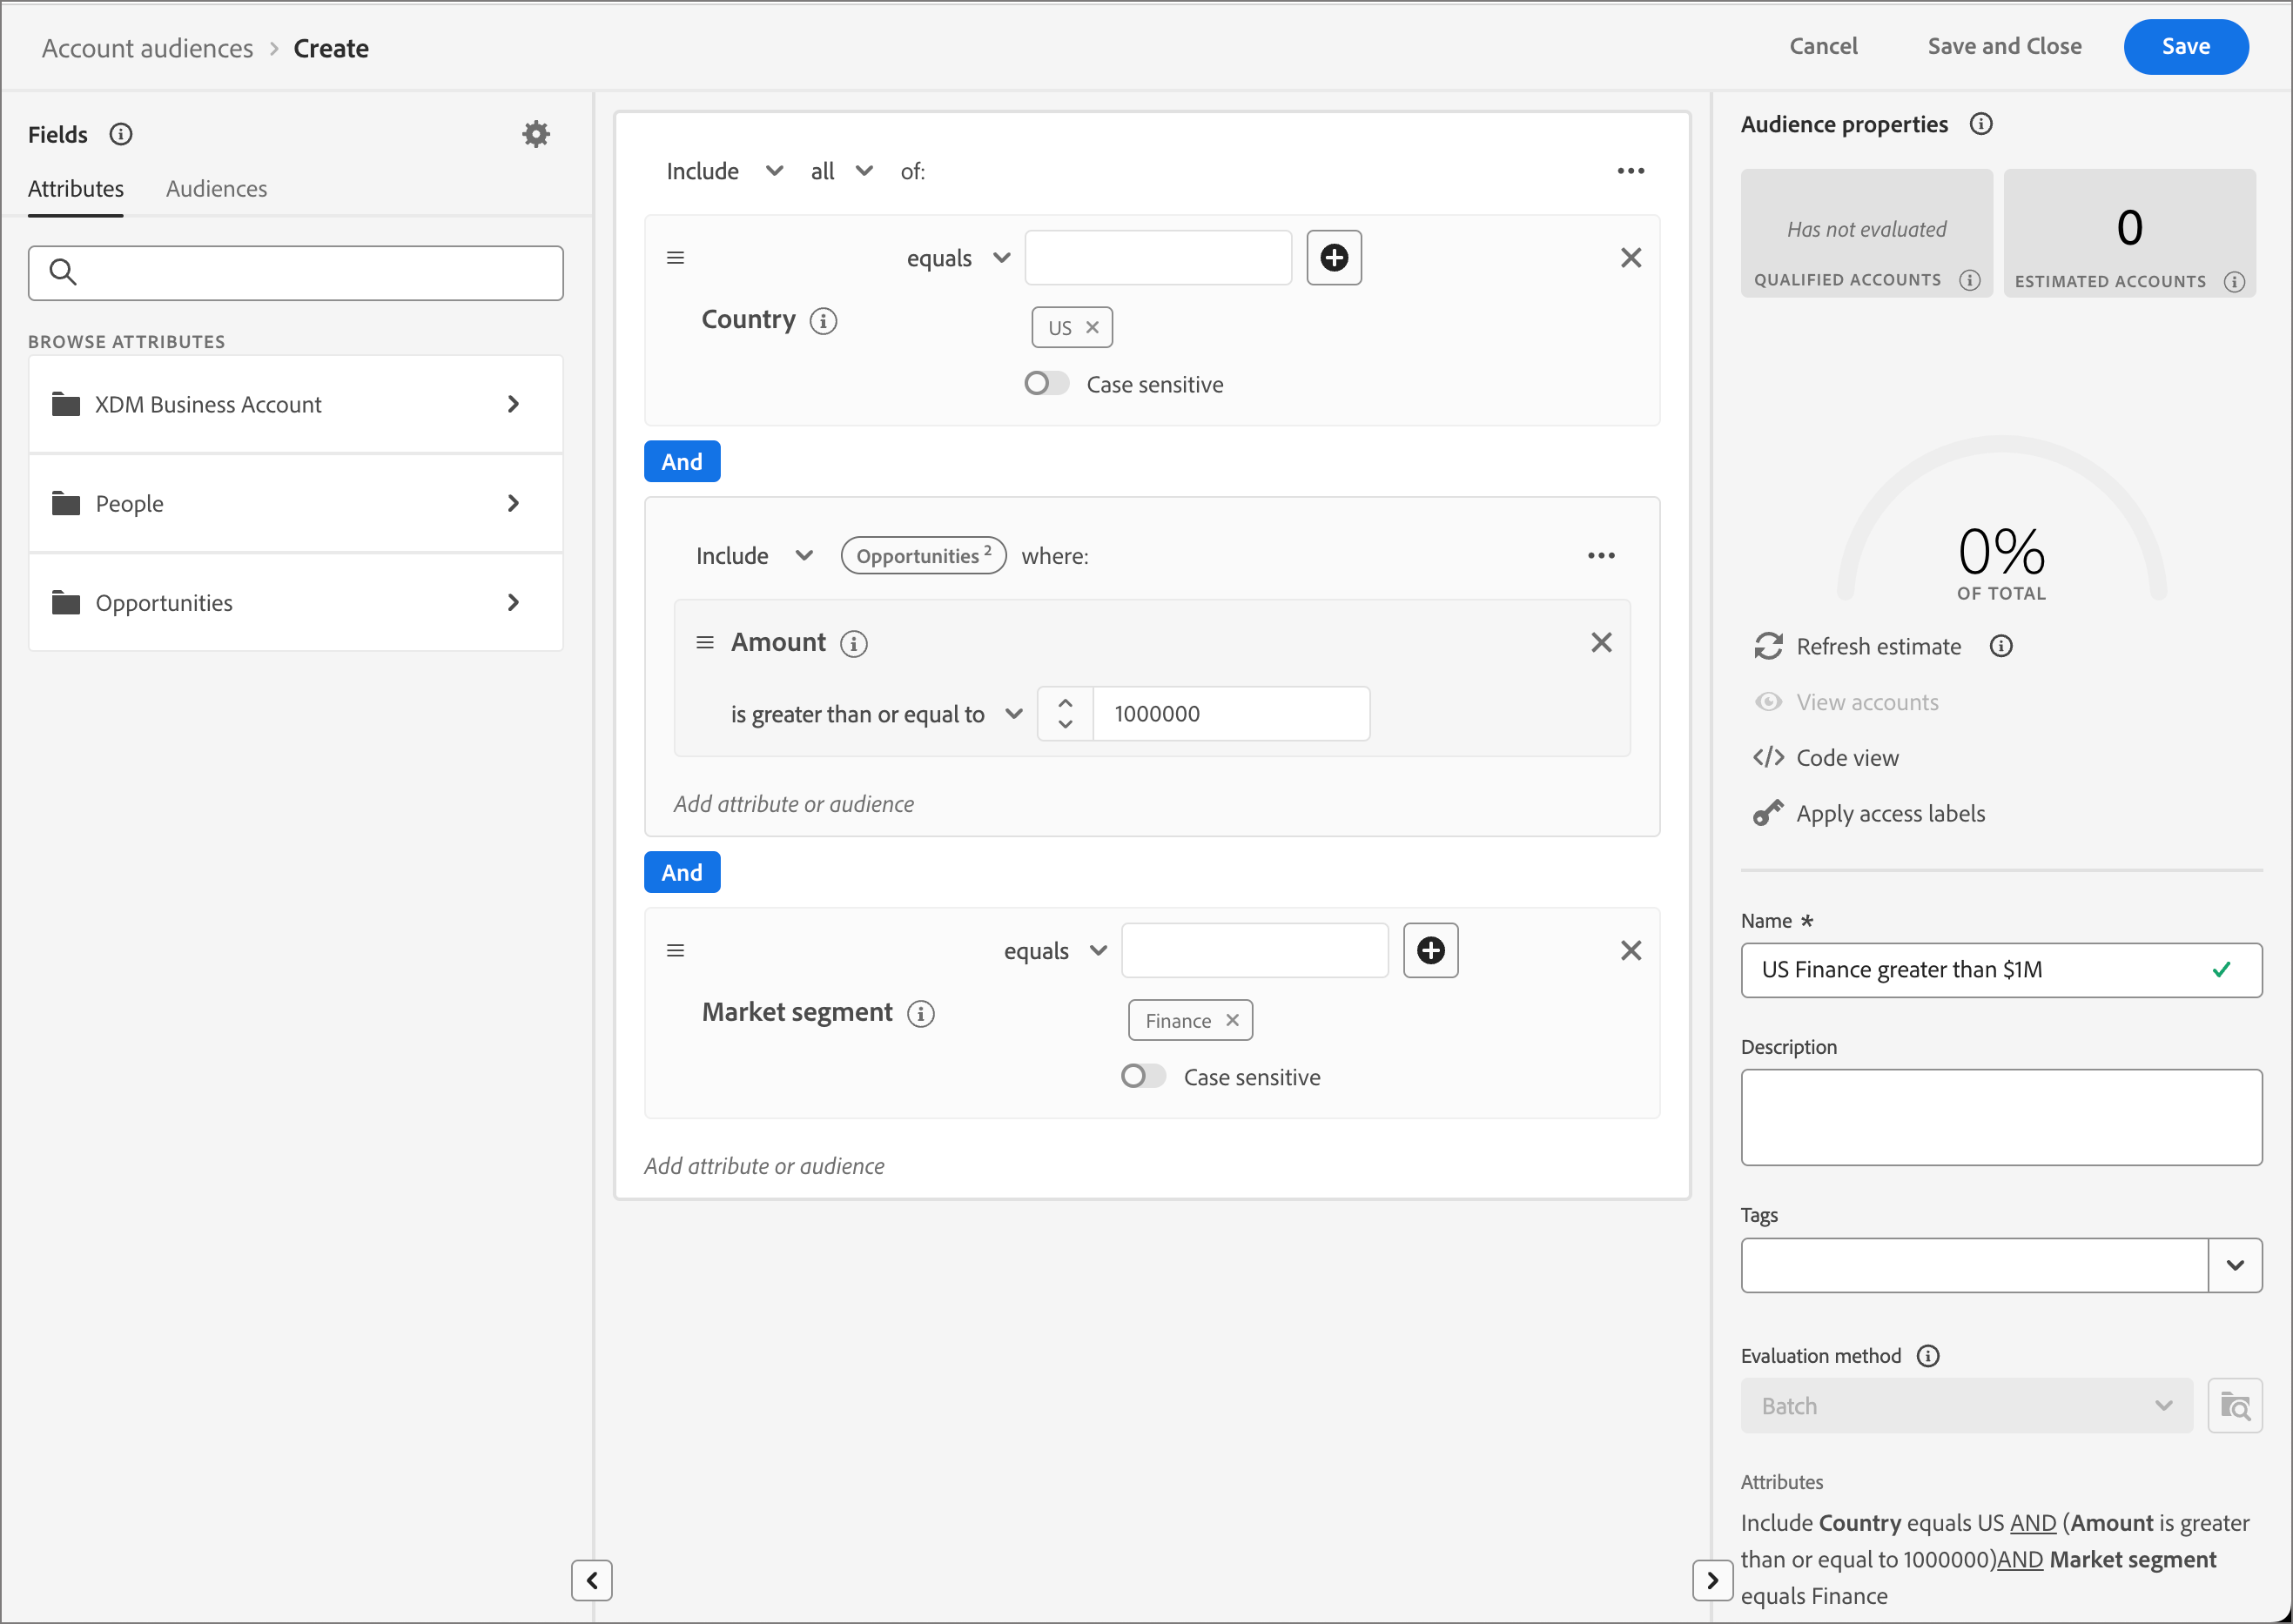 Account audiences > Create
Cancel
Save and Close
Save
Fields
Attributes
Audiences
BROWSE ATTRIBUTES
XDM Business Account
People
Opportunities
Include all of:
equals
Country
US
Case sensitive
And
Include Opportunities 2 where:
Amount
is greater than or equal to 1000000
Add attribute or audience
And
equals
Market segment
Finance
Case sensitive
Add attribute or audience
Audience properties
Has not evaluated
QUALIFIED ACCOUNTS
0
ESTIMATED ACCOUNTS
0%
OF TOTAL
Refresh estimate
View accounts
Code view
Apply access labels
Name *
US Finance greater than $1M
Description
Tags
Evaluation method
Batch
Attributes
Include Country equals US AND (Amount is greater
than or equal to 1000000)AND Market segment
equals Finance